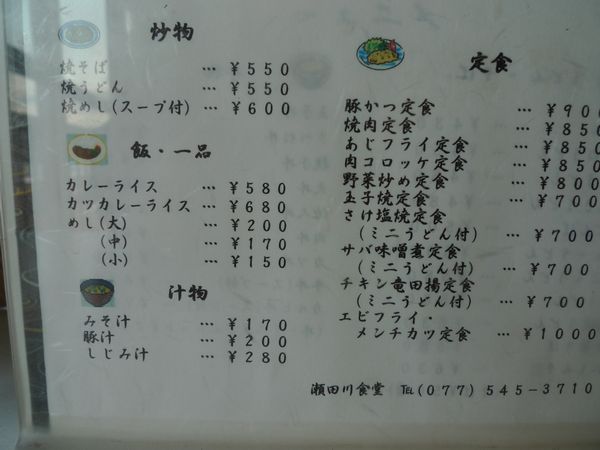 炒物
焼そば … ￥550
焼うどん … ￥550
焼めし(スープ付) … ￥600
飯・一品
カレーライス … ￥580
カツカレーライス … ￥680
めし(大) … ￥200
(中) … ￥170
(小) … ￥150
汁物
みそ汁 … ￥170
豚汁 … ￥200
しじみ汁 … ￥280
定食
豚かつ定食 … ￥900
焼肉定食 … ￥850
あじフライ定食 … ￥850
肉コロッケ定食 … ￥850
野菜炒め定食 … ￥800
玉子焼定食 … ￥700
さけ塩焼定食
(ミニうどん付) … ￥700
サバ味噌煮定食
(ミニうどん付) … ￥700
チキン竜田揚定食
(ミニうどん付) … ￥700
エビフライ・
メンチカツ定食 … ￥1000
瀬田川食堂 ℡(077)545-3710